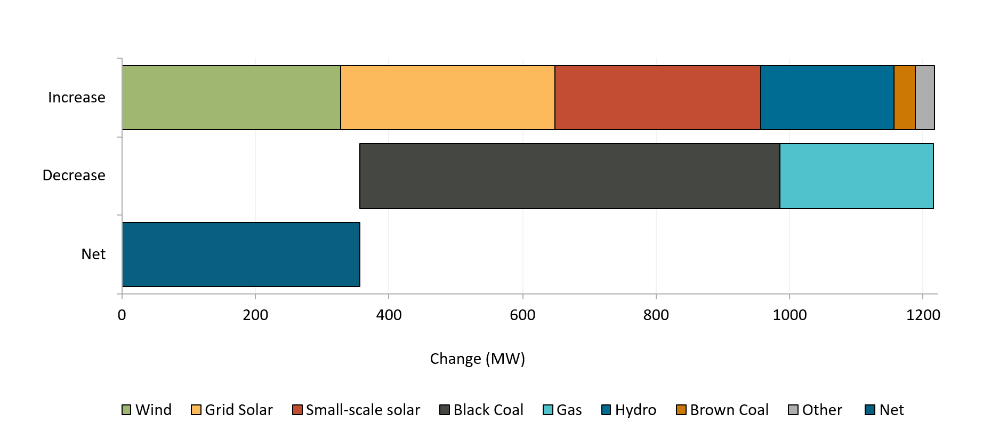 Increase
Decrease
Net
0 200 400 600 800 1000 1200
Change (MW)
Wind Grid Solar Small-scale solar Black Coal Gas Hydro Brown Coal Other Net